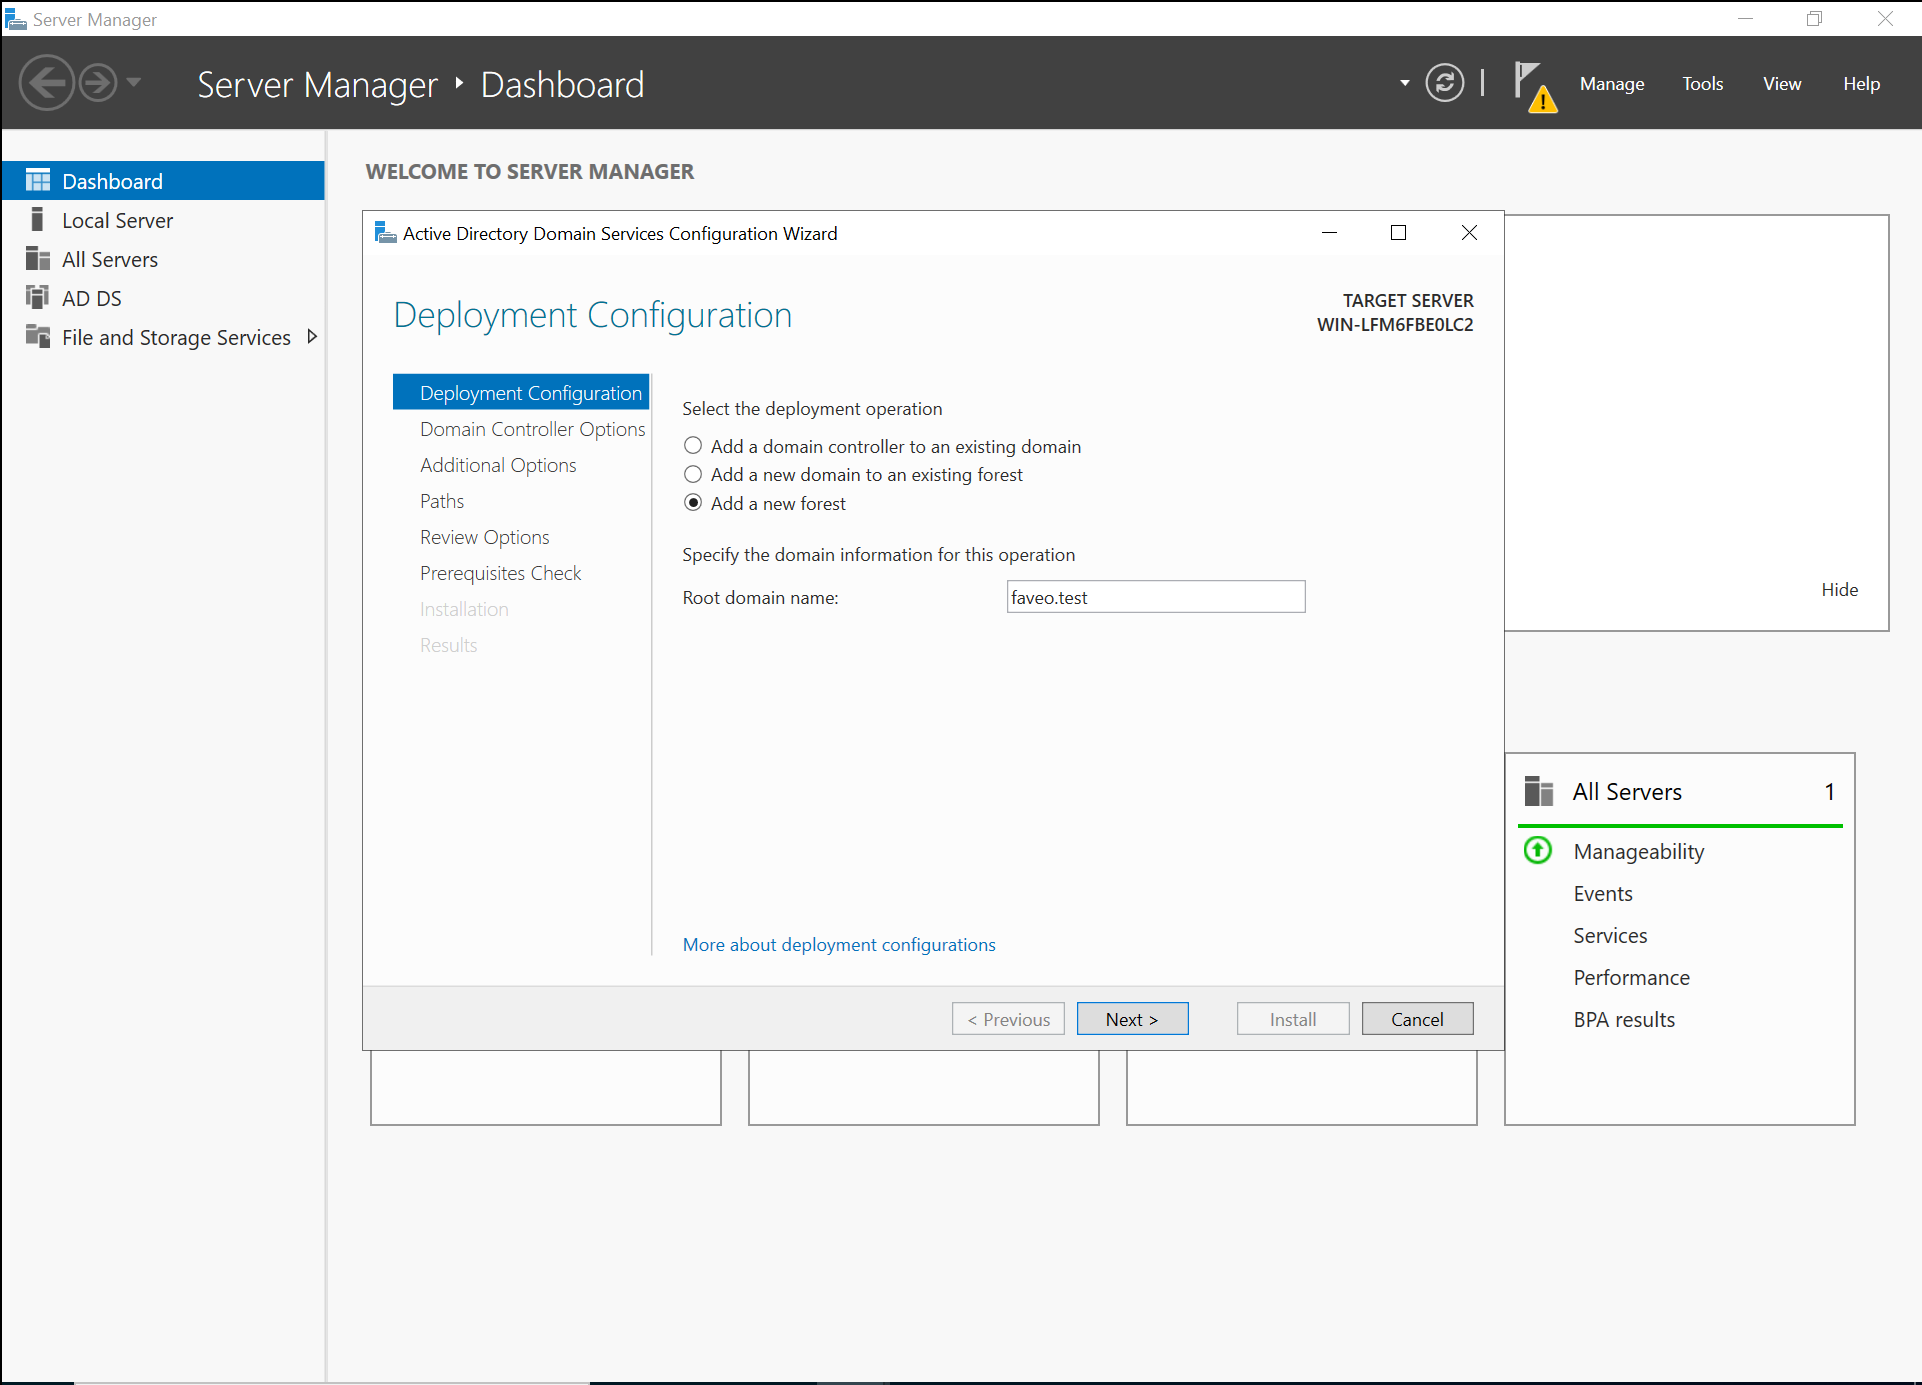 Server Manager
Server Manager ‣ Dashboard
Manage Tools View Help
Dashboard
Local Server
All Servers
AD DS
File and Storage Services
WELCOME TO SERVER MANAGER
Active Directory Domain Services Configuration Wizard
Deployment Configuration
TARGET SERVER
WIN-LFM6FBE0LC2
Deployment Configuration
Domain Controller Options
Additional Options
Paths
Review Options
Prerequisites Check
Installation
Results
Select the deployment operation
Add a domain controller to an existing domain
Add a new domain to an existing forest
Add a new forest
Specify the domain information for this operation
Root domain name: faveo.test
More about deployment configurations
< Previous Next > Install Cancel
Hide
All Servers 1
Manageability
Events
Services
Performance
BPA results